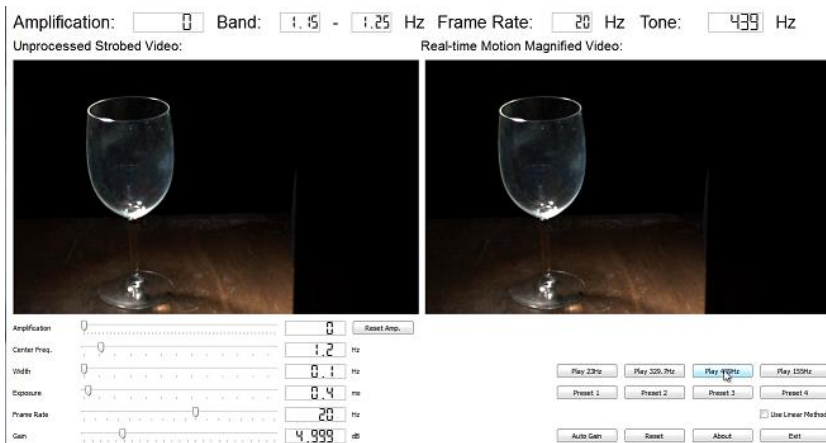 Amplification: 0 Band: 1.15 - 1.25 Hz Frame Rate: 20 Hz Tone: 439 Hz
Unprocessed Strobed Video: Real-time Motion Magnified Video:
Amplification 0 Reset Amp.
Center Freq. 1.2 Hz
Width 0.1 Hz
Play 23Hz Play 329.7Hz Play Hz Play 155Hz
Exposure 0.4 ms
Preset 1 Preset 2 Preset 3 Preset 4
Frame Rate 20 Hz
Use Linear Method
Gain 4.999 dB
Auto Gain Reset About Exit